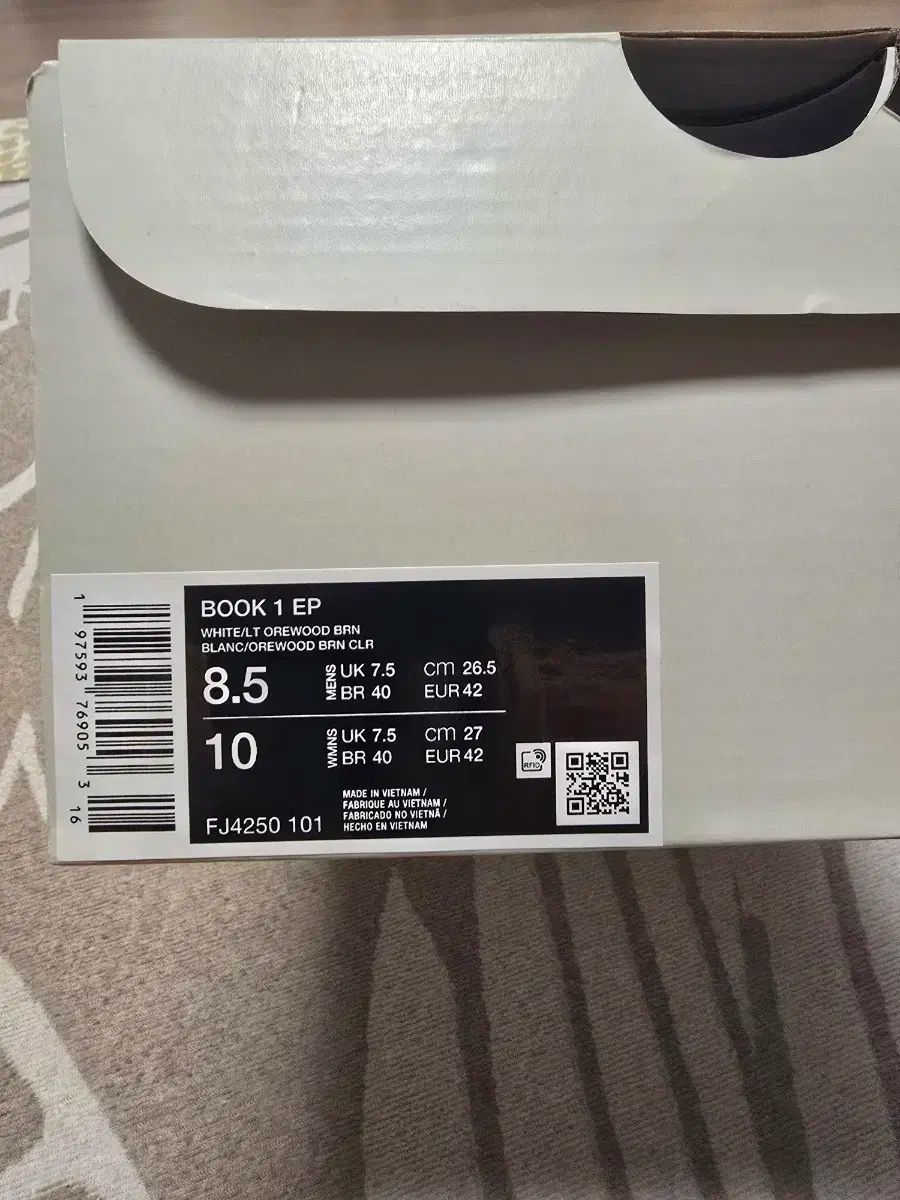 BOOK 1 EP
WHITE/LT OREWOOD BRN
BLANC/OREWOOD BRN CLR
8.5 MENS UK 7.5 CM 26.5
BR 40 EUR 42
10 WMNS UK 7.5 CM 27
BR 40 EUR 42
FJ4250 101
MADE IN VIETNAM /
FABRIQUE AU VIETNAM /
FABRICADO NO VIETNÃ /
HECHO EN VIETNAM
RFID
1 97593 76905 3 16